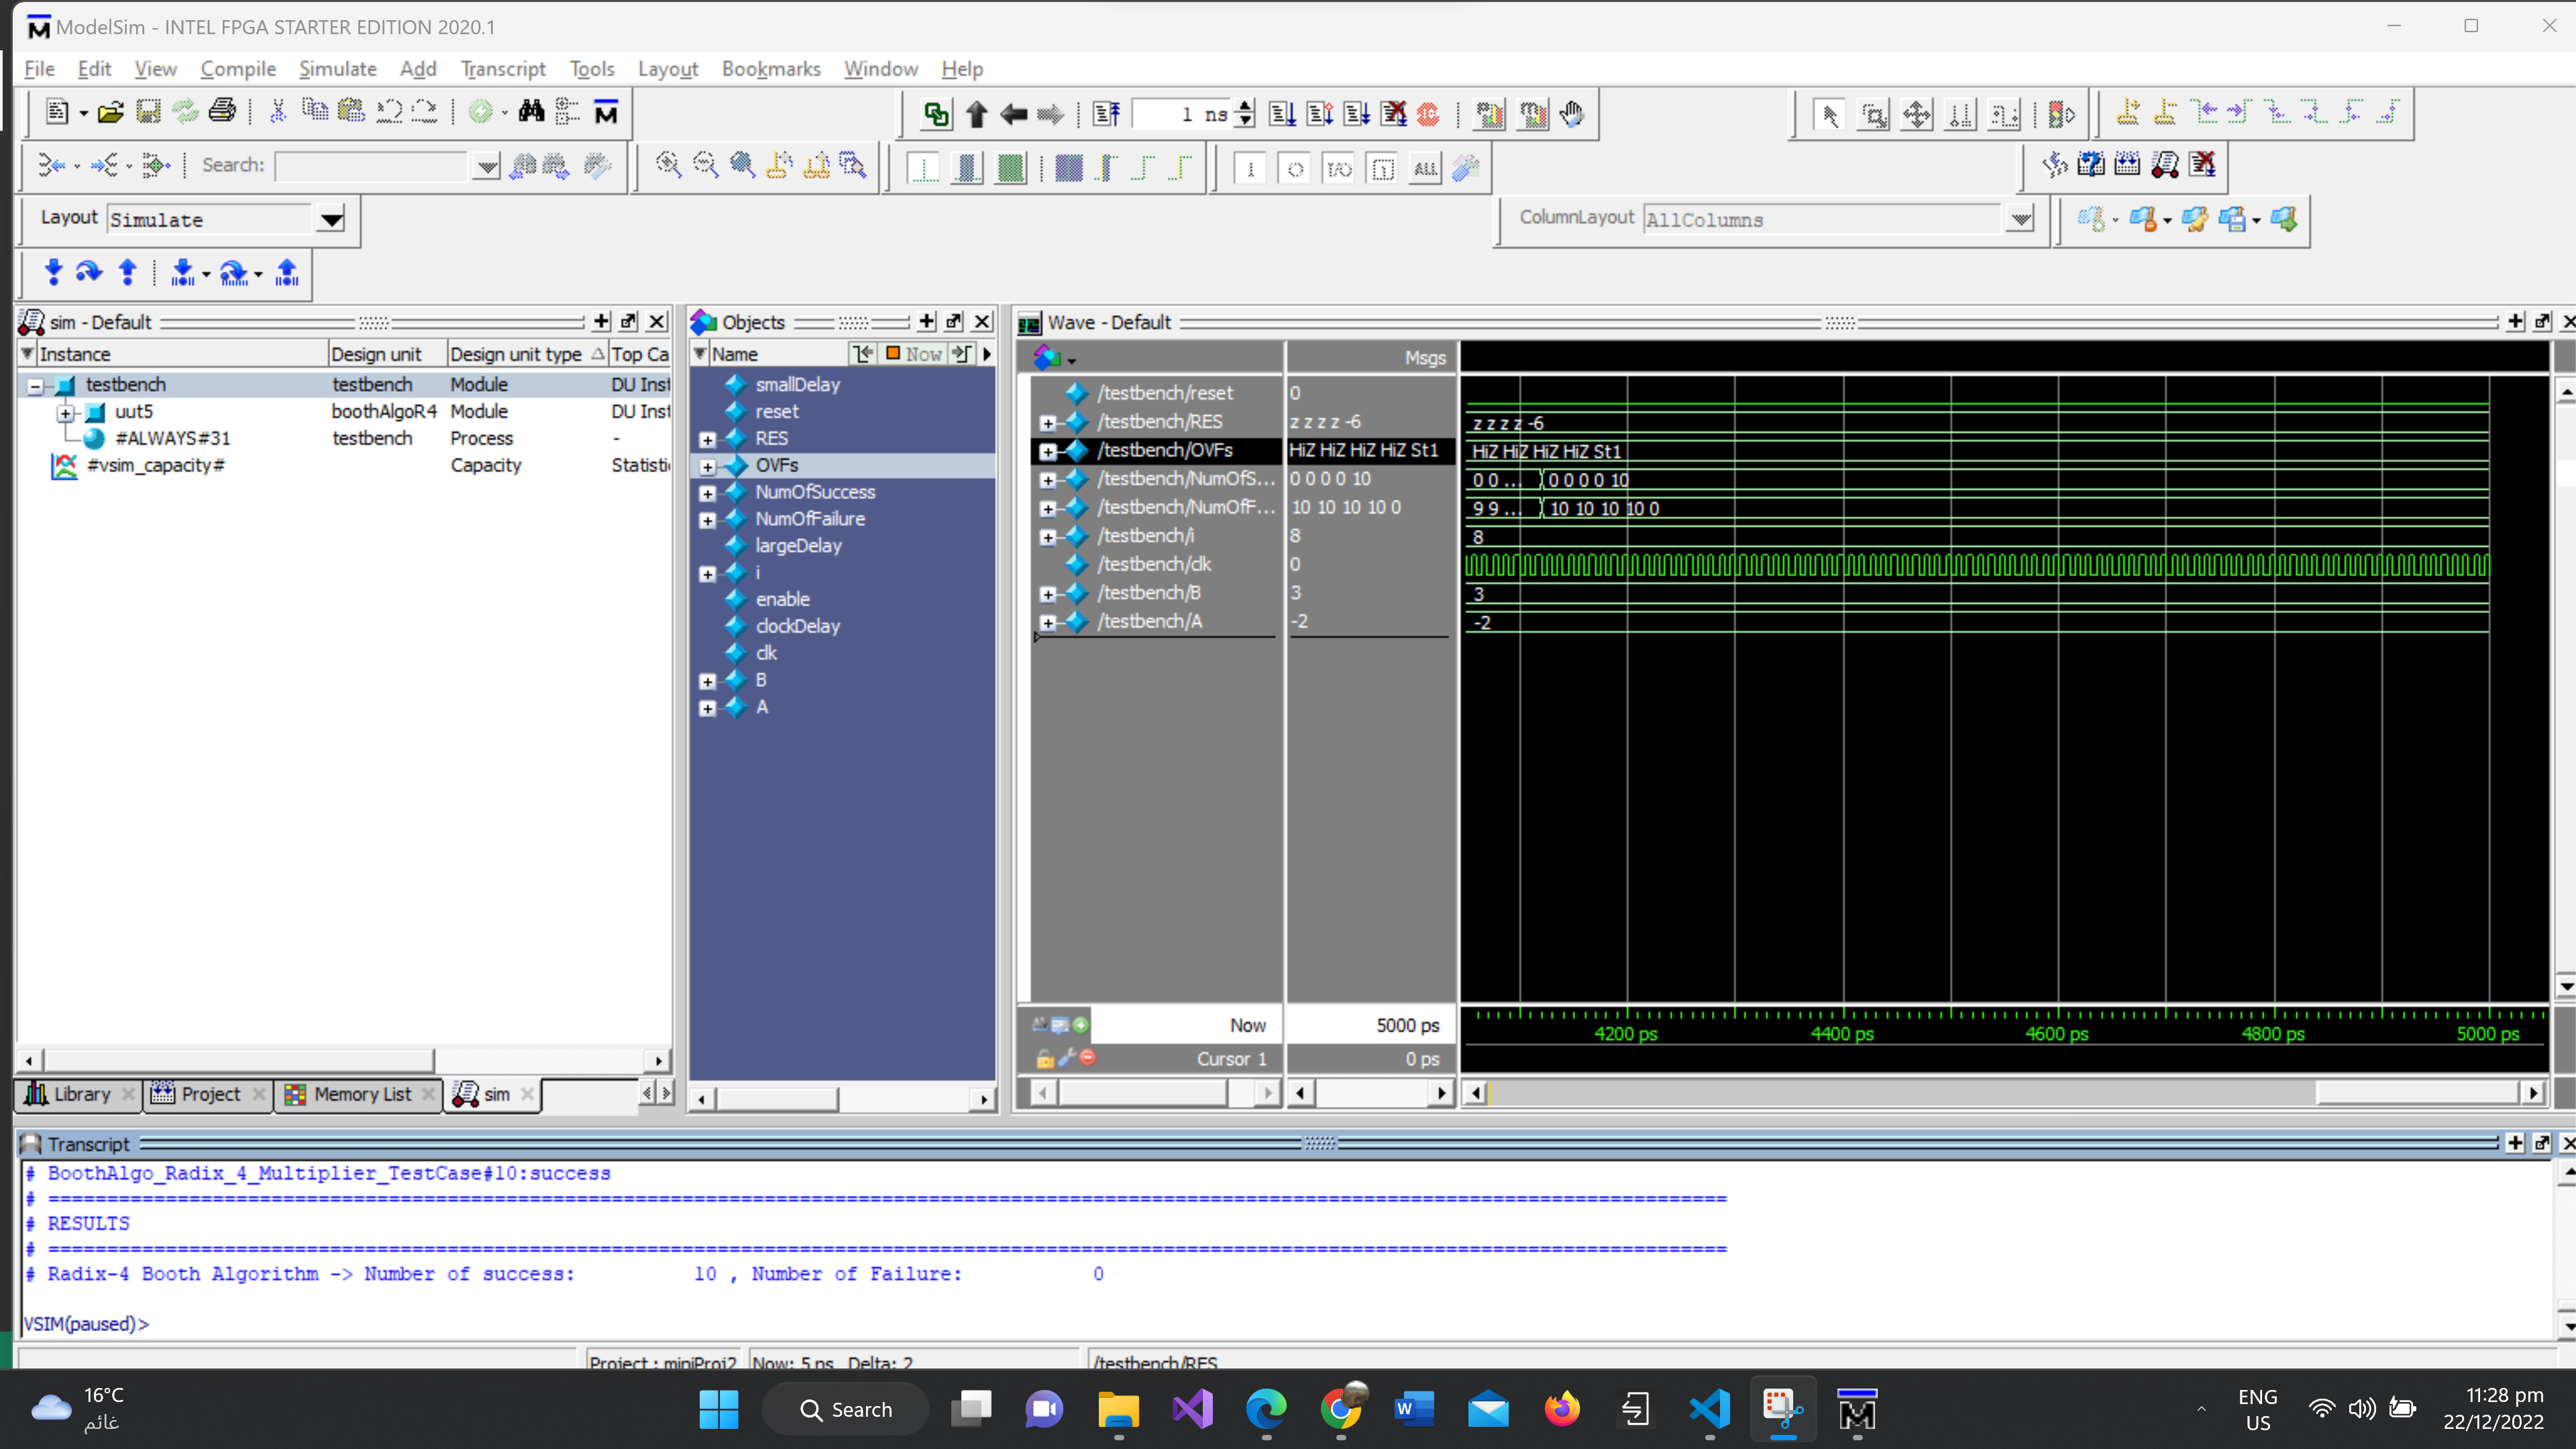 ModelSim - INTEL FPGA STARTER EDITION 2020.1
File Edit View Compile Simulate Add Transcript Tools Layout Bookmarks Window Help
1 ns
Search:
ALL
Layout Simulate
ColumnLayout AllColumns
sim - Default
Instance Design unit Design unit type Top Ca
testbench testbench Module DU Inst
uut5 boothAlgoR4 Module DU Inst
#ALWAYS#31 testbench Process -
#vsim_capacity# Capacity Statisti
Library Project Memory List sim
Objects
Name Now
smallDelay
reset
RES
OVFs
NumOfSuccess
NumOfFailure
largeDelay
i
enable
clockDelay
clk
B
A
Wave - Default
Msgs
/testbench/reset 0
/testbench/RES z z z z -6 z z z z -6
/testbench/OVFs HiZ HiZ HiZ HiZ St1 HiZ HiZ HiZ HiZ St1
/testbench/NumOfS... 0 0 0 0 10 0 0 ... 0 0 0 0 10
/testbench/NumOfF... 10 10 10 10 0 9 9 ... 10 10 10 10 0
/testbench/i 8 8
/testbench/clk 0
/testbench/B 3 3
/testbench/A -2 -2
Now 5000 ps 4200 ps 4400 ps 4600 ps 4800 ps 5000 ps
Cursor 1 0 ps
Transcript
# BoothAlgo_Radix_4_Multiplier_TestCase#10:success
# RESULTS
# Radix-4 Booth Algorithm -> Number of success: 10 , Number of Failure: 0
VSIM(paused)>
Project : miniProj2 Now: 5 ns Delta: 2 /testbench/RES
16°C
غائم
Search
ENG
US
11:28 pm
22/12/2022